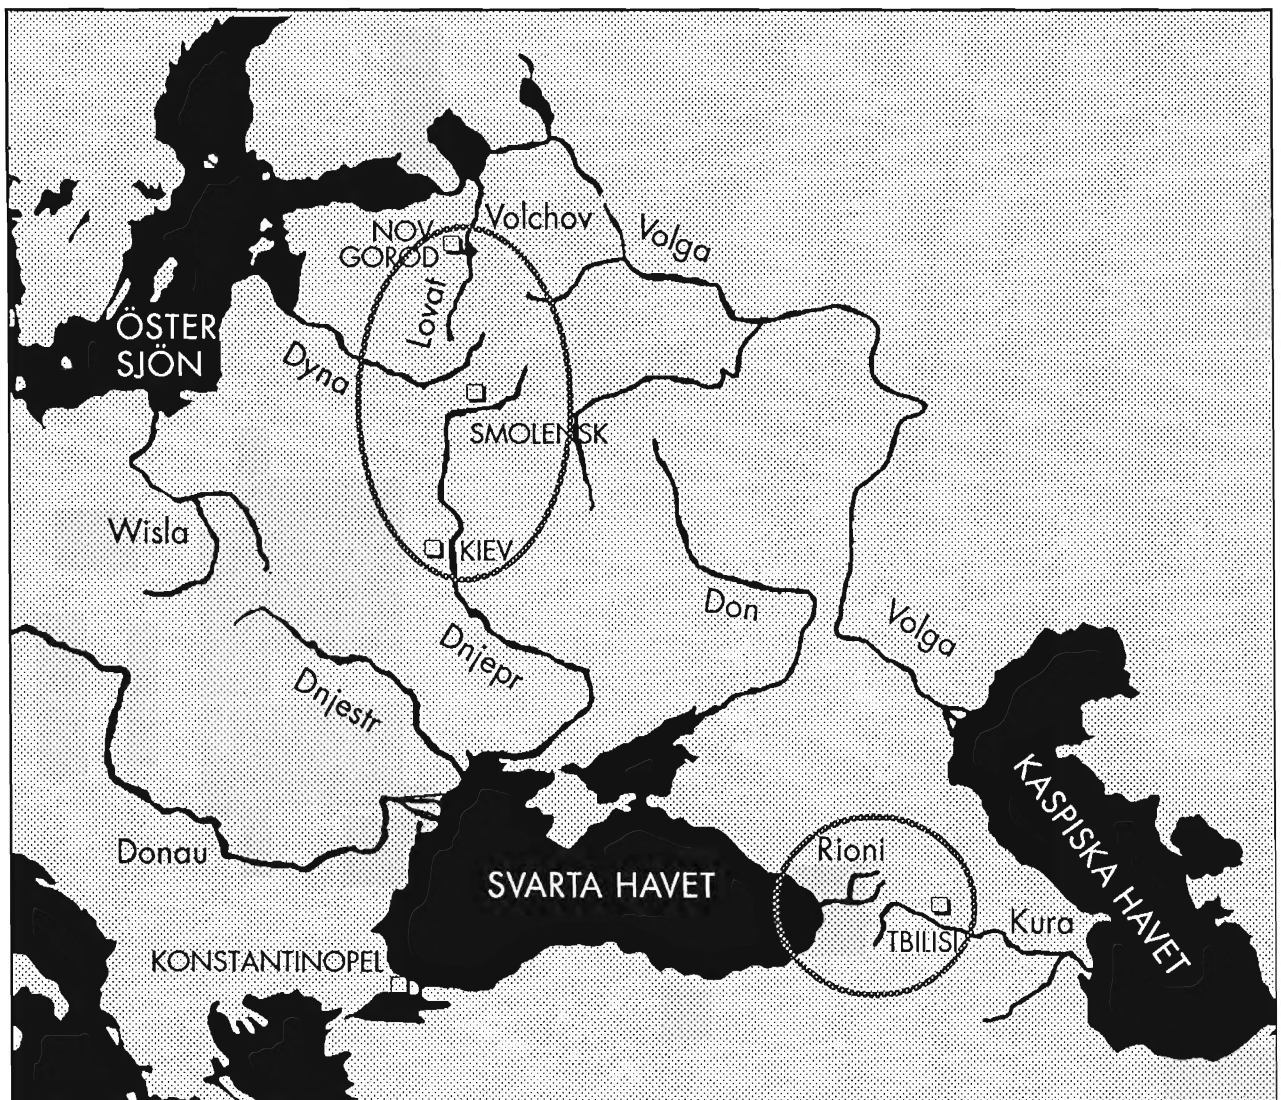 Volchov
NOV
GOROD
Volga
Lovat
ÖSTER
SJÖN
Dyna
SMOLENSK
Wisla
KIEV
Don
Volga
Dnjepr
Dnjestr
KASPISKA HAVET
Donau
Rioni
SVARTA HAVET
Kura
TBILISI
KONSTANTINOPEL